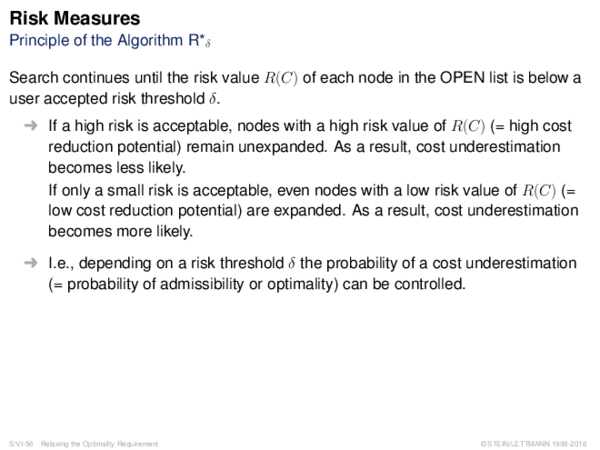 Risk Measures
Principle of the Algorithm R*δ
Search continues until the risk value R(C) of each node in the OPEN list is below a
user accepted risk threshold δ.
➜ If a high risk is acceptable, nodes with a high risk value of R(C) (= high cost
reduction potential) remain unexpanded. As a result, cost underestimation
becomes less likely.
If only a small risk is acceptable, even nodes with a low risk value of R(C) (=
low cost reduction potential) are expanded. As a result, cost underestimation
becomes more likely.
➜ I.e., depending on a risk threshold δ the probability of a cost underestimation
(= probability of admissibility or optimality) can be controlled.
S:VI-56 Relaxing the Optimality Requirement ©STEIN/LETTMANN 1998-2018